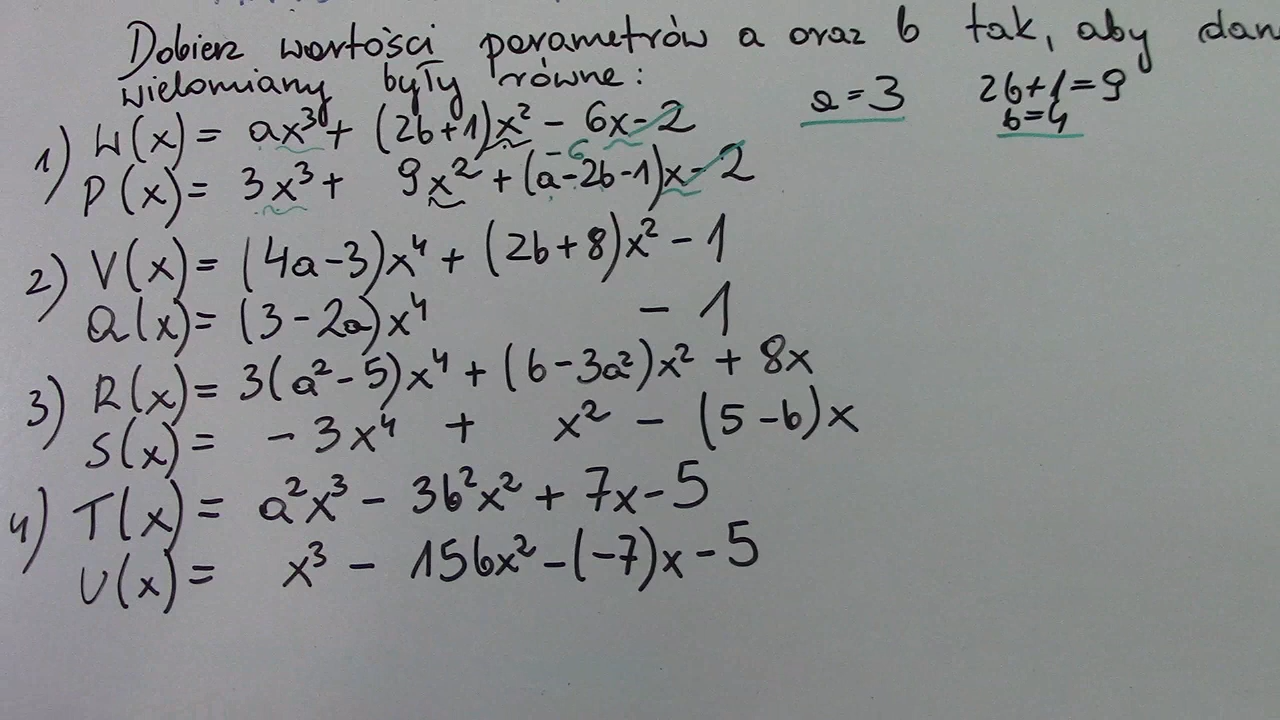 Dobierz wartości parametrów a oraz b tak, aby dan
wielomiany były równe:
a = 3 2b+1=9
b=4
1) W(x) = ax³ + (2b+1)x² - 6x - 2
-6
P(x) = 3x³ + 9x² + (a-2b-1)x - 2
2) V(x) = (4a-3)x⁴ + (2b+8)x² - 1
Q(x) = (3-2a)x⁴ - 1
3) R(x) = 3(a²-5)x⁴ + (b-3a²)x² + 8x
S(x) = -3x⁴ + x² - (5-b)x
4) T(x) = a²x³ - 3b²x² + 7x - 5
U(x) = x³ - 15bx² - (-7)x - 5